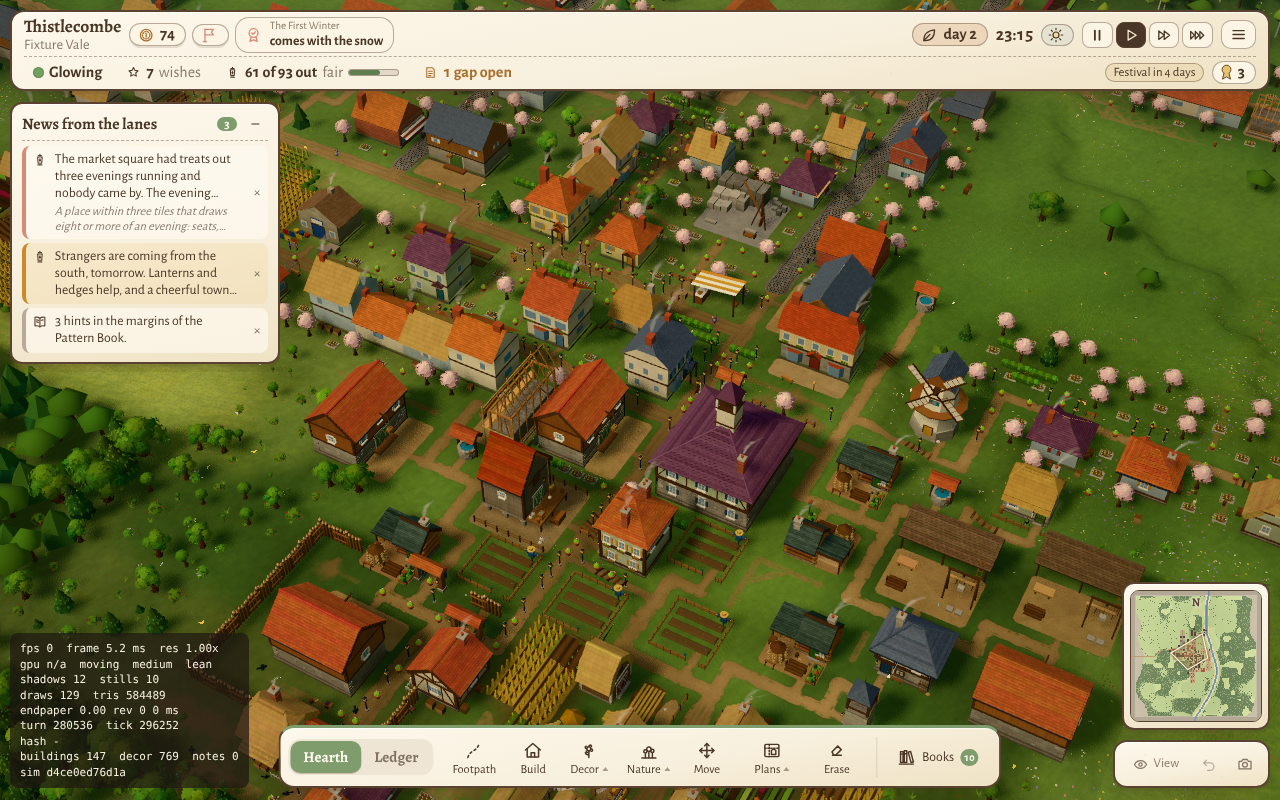 Thistlecombe
Fixture Vale
74
The First Winter
comes with the snow
day 2
23:15
Glowing
7 wishes
61 of 93 out fair
1 gap open
Festival in 4 days
3
News from the lanes
3
The market square had treats out
three evenings running and
nobody came by. The evening…
A place within three tiles that draws
eight or more of an evening: seats,…
Strangers are coming from the
south, tomorrow. Lanterns and
hedges help, and a cheerful town…
3 hints in the margins of the
Pattern Book.
N
fps 0 frame 5.2 ms res 1.00x
gpu n/a moving medium lean
shadows 12 stills 10
draws 129 tris 584489
endpaper 0.00 rev 0 0 ms
turn 280536 tick 296252
hash -
buildings 147 decor 769 notes 0
sim d4ce0ed76d1a
Hearth
Ledger
Footpath
Build
Decor
Nature
Move
Plans
Erase
Books 10
View